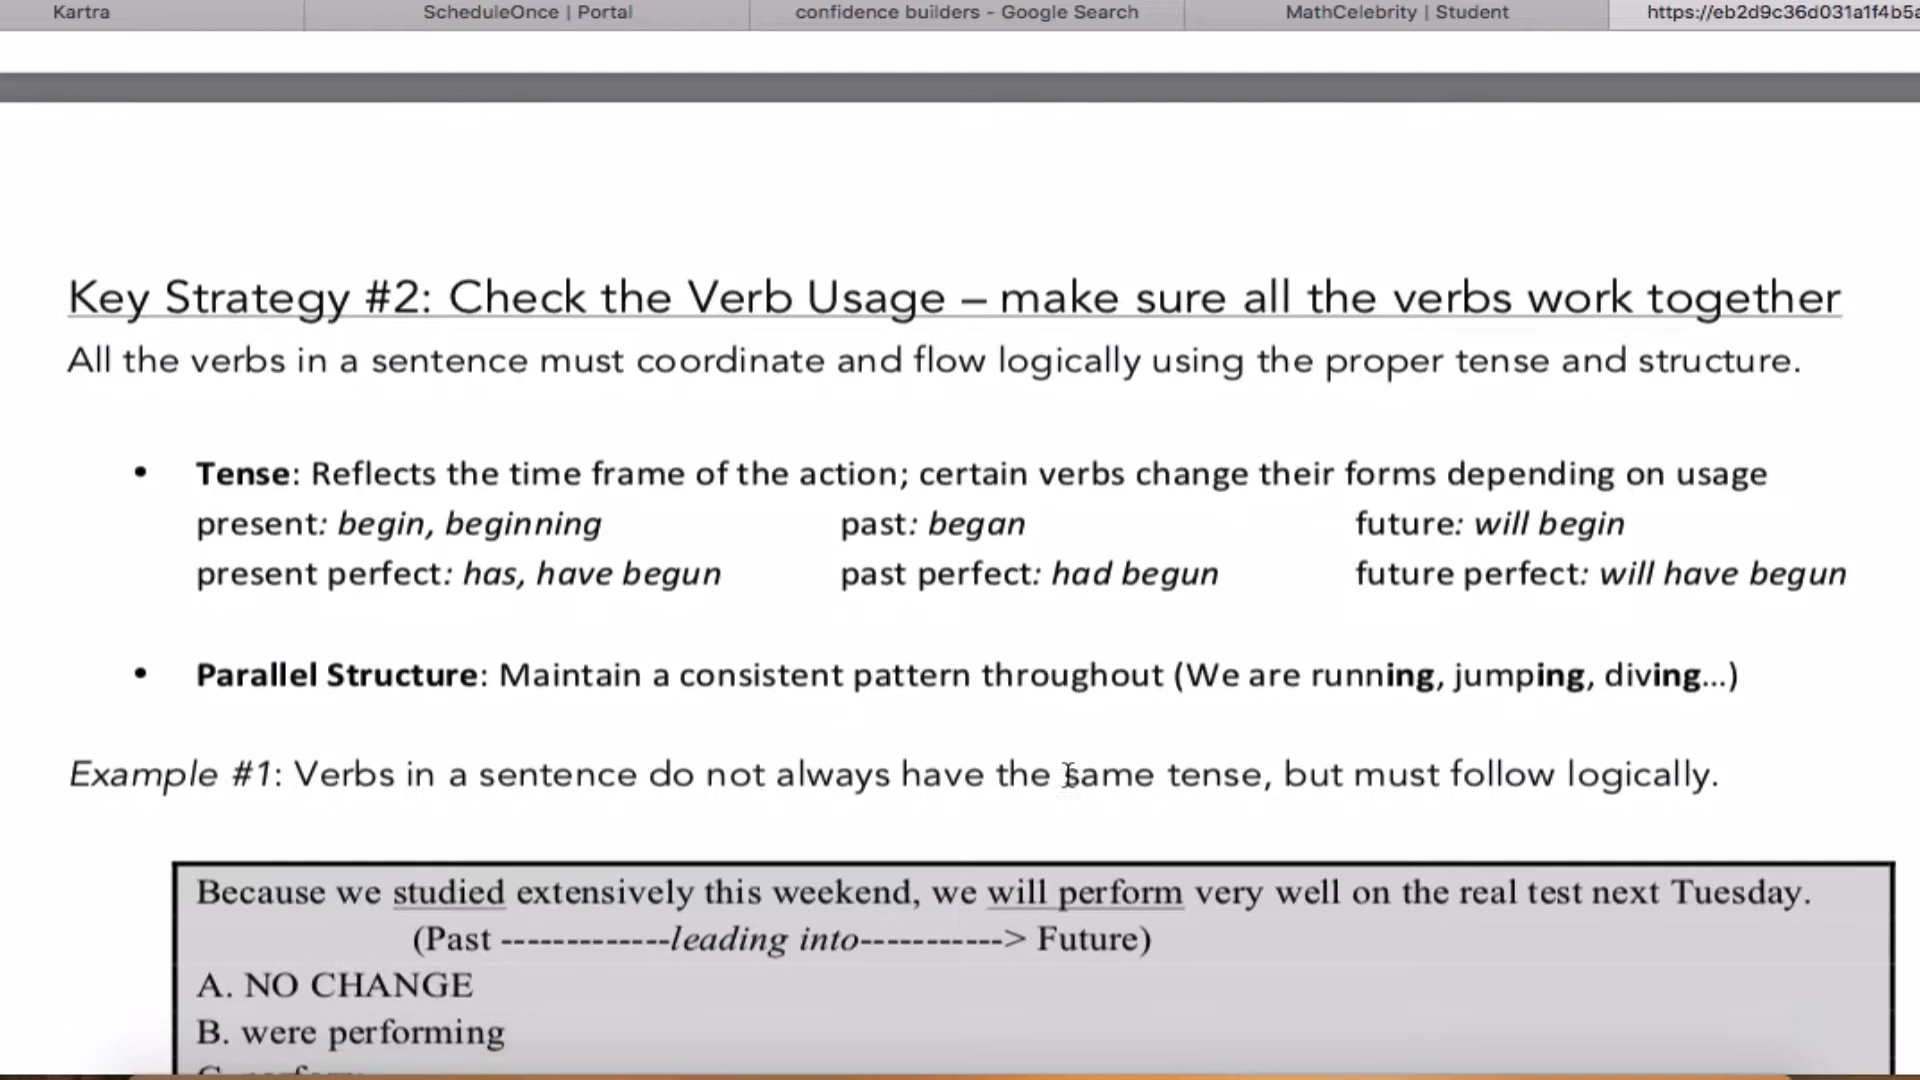 Kartra ScheduleOnce | Portal confidence builders - Google Search MathCelebrity | Student https://eb2d9c36d031a1f4b5a
Key Strategy #2: Check the Verb Usage – make sure all the verbs work together
All the verbs in a sentence must coordinate and flow logically using the proper tense and structure.
• Tense: Reflects the time frame of the action; certain verbs change their forms depending on usage
present: begin, beginning past: began future: will begin
present perfect: has, have begun past perfect: had begun future perfect: will have begun
• Parallel Structure: Maintain a consistent pattern throughout (We are running, jumping, diving...)
Example #1: Verbs in a sentence do not always have the same tense, but must follow logically.
Because we studied extensively this weekend, we will perform very well on the real test next Tuesday.
(Past -------------leading into-----------> Future)
A. NO CHANGE
B. were performing